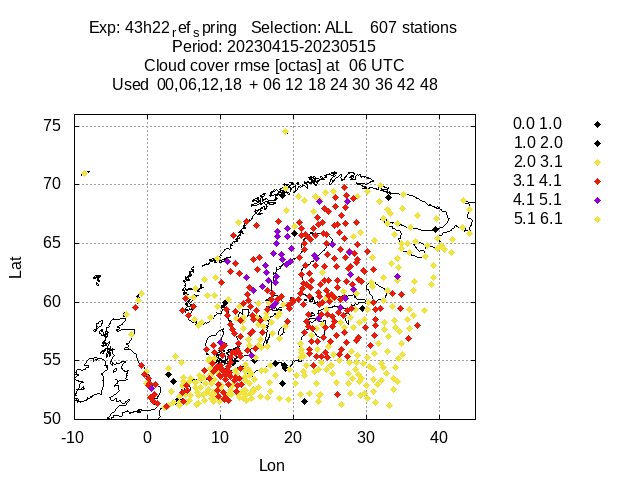 Exp: 43h22ref spring   Selection: ALL    607 stations
Period: 20230415-20230515
Cloud cover rmse [octas] at  06 UTC
Used  00,06,12,18  + 06 12 18 24 30 36 42 48
75
70
65
60
55
50
Lat
-10 0 10 20 30 40
Lon
0.0 1.0
1.0 2.0
2.0 3.1
3.1 4.1
4.1 5.1
5.1 6.1